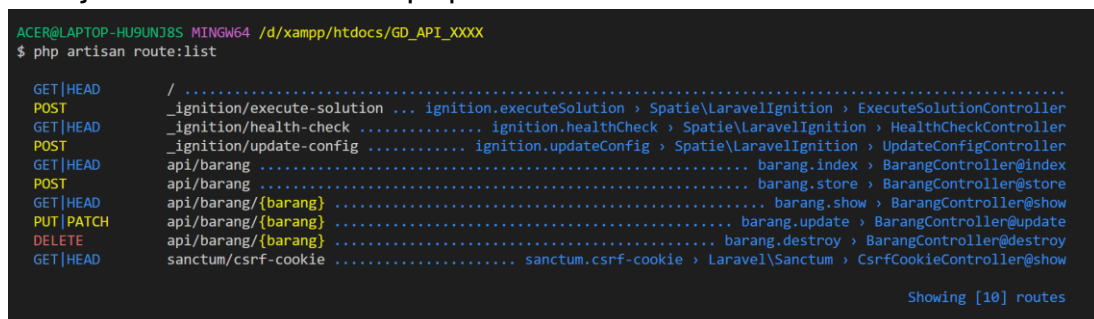 ACER@LAPTOP-HU9UNJ8S MINGW64 /d/xampp/htdocs/GD_API_XXXX
$ php artisan route:list
GET|HEAD / ........................................................................................................................
POST _ignition/execute-solution ... ignition.executeSolution › Spatie\LaravelIgnition › ExecuteSolutionController
GET|HEAD _ignition/health-check ............... ignition.healthCheck › Spatie\LaravelIgnition › HealthCheckController
POST _ignition/update-config ............ ignition.updateConfig › Spatie\LaravelIgnition › UpdateConfigController
GET|HEAD api/barang ................................................................ barang.index › BarangController@index
POST api/barang ................................................................ barang.store › BarangController@store
GET|HEAD api/barang/{barang} ........................................................ barang.show › BarangController@show
PUT|PATCH api/barang/{barang} .................................................... barang.update › BarangController@update
DELETE api/barang/{barang} .................................................. barang.destroy › BarangController@destroy
GET|HEAD sanctum/csrf-cookie ...................... sanctum.csrf-cookie › Laravel\Sanctum › CsrfCookieController@show
Showing [10] routes